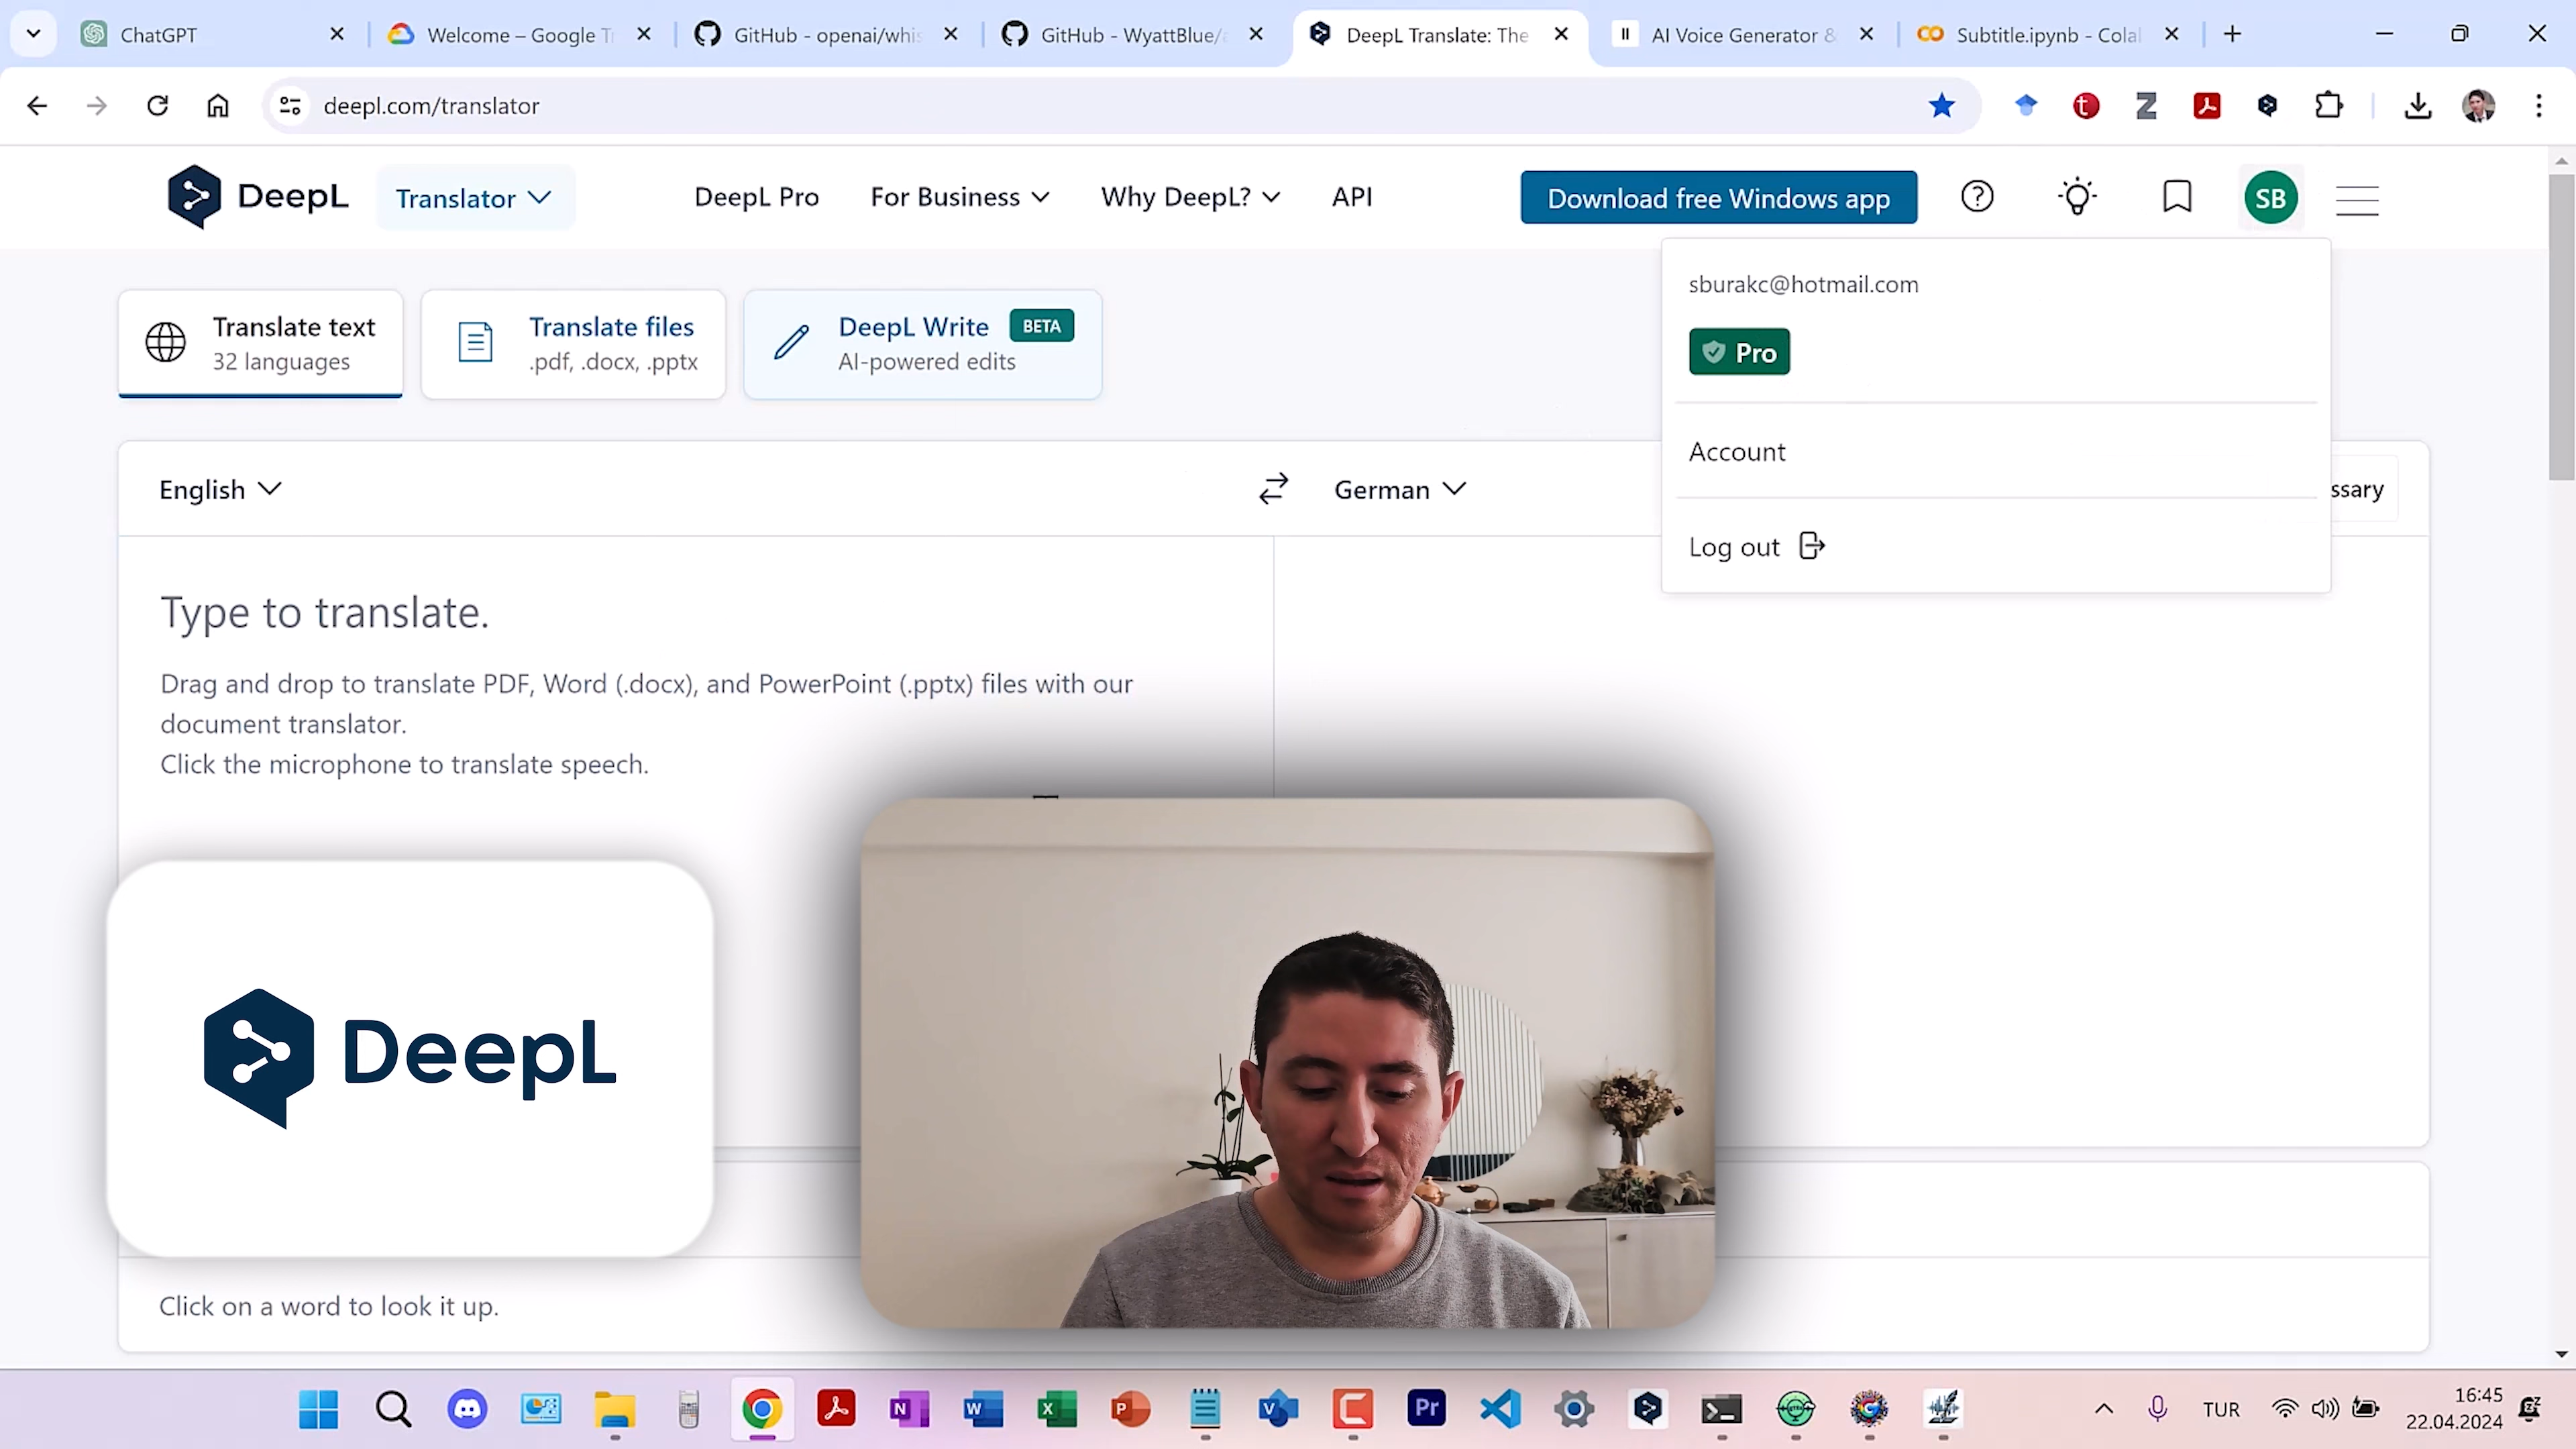 ChatGPT
Welcome – Google T
GitHub - openai/whis
GitHub - WyattBlue/a
DeepL Translate: The
AI Voice Generator &
Subtitle.ipynb - Colal
deepl.com/translator
DeepL
Translator
DeepL Pro
For Business
Why DeepL?
API
Download free Windows app
SB
sburakc@hotmail.com
Pro
Account
Log out
Translate text
32 languages
Translate files
.pdf, .docx, .pptx
DeepL Write
BETA
AI-powered edits
English
German
ssary
Type to translate.
Drag and drop to translate PDF, Word (.docx), and PowerPoint (.pptx) files with our
document translator.
Click the microphone to translate speech.
DeepL
Click on a word to look it up.
TUR
16:45
22.04.2024